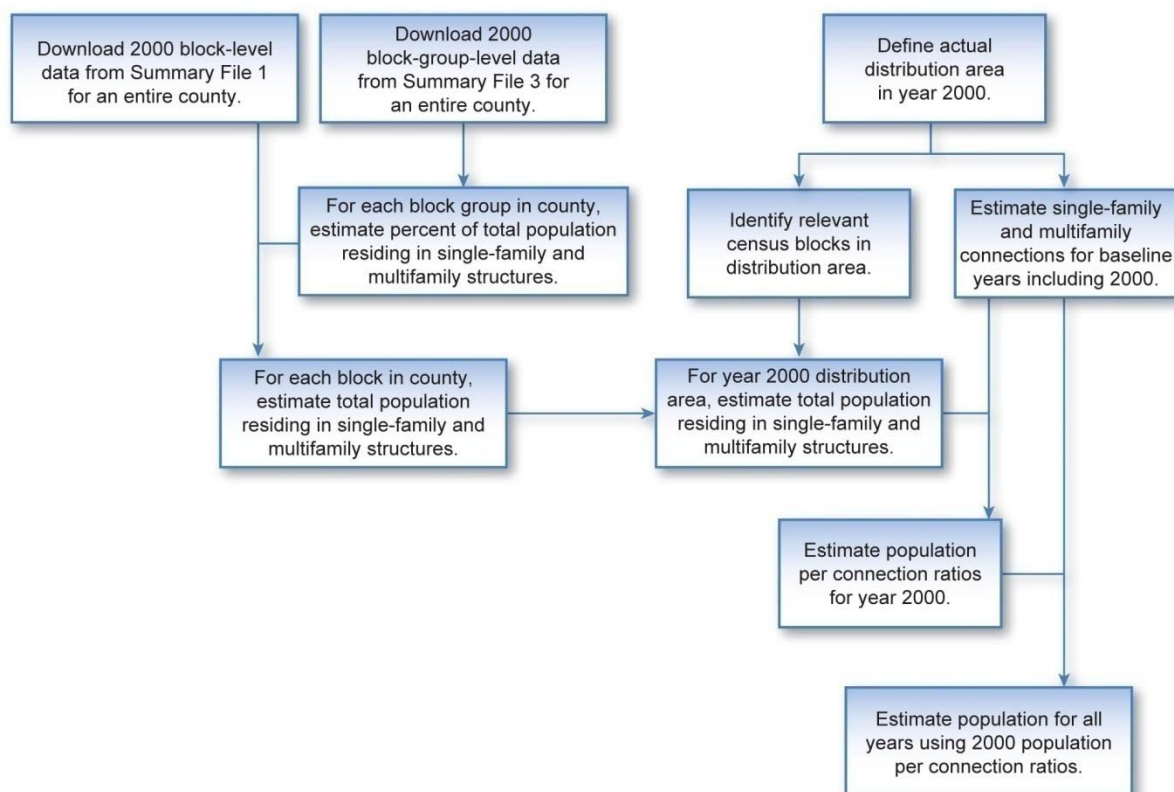 Download 2000 block-level
data from Summary File 1
for an entire county.
Download 2000
block-group-level data
from Summary File 3 for
an entire county.
Define actual
distribution area
in year 2000.
For each block group in county,
estimate percent of total population
residing in single-family and
multifamily structures.
Identify relevant
census blocks in
distribution area.
Estimate single-family
and multifamily
connections for baseline
years including 2000.
For each block in county,
estimate total population
residing in single-family and
multifamily structures.
For year 2000 distribution
area, estimate total population
residing in single-family and
multifamily structures.
Estimate population
per connection ratios
for year 2000.
Estimate population for all
years using 2000 population
per connection ratios.